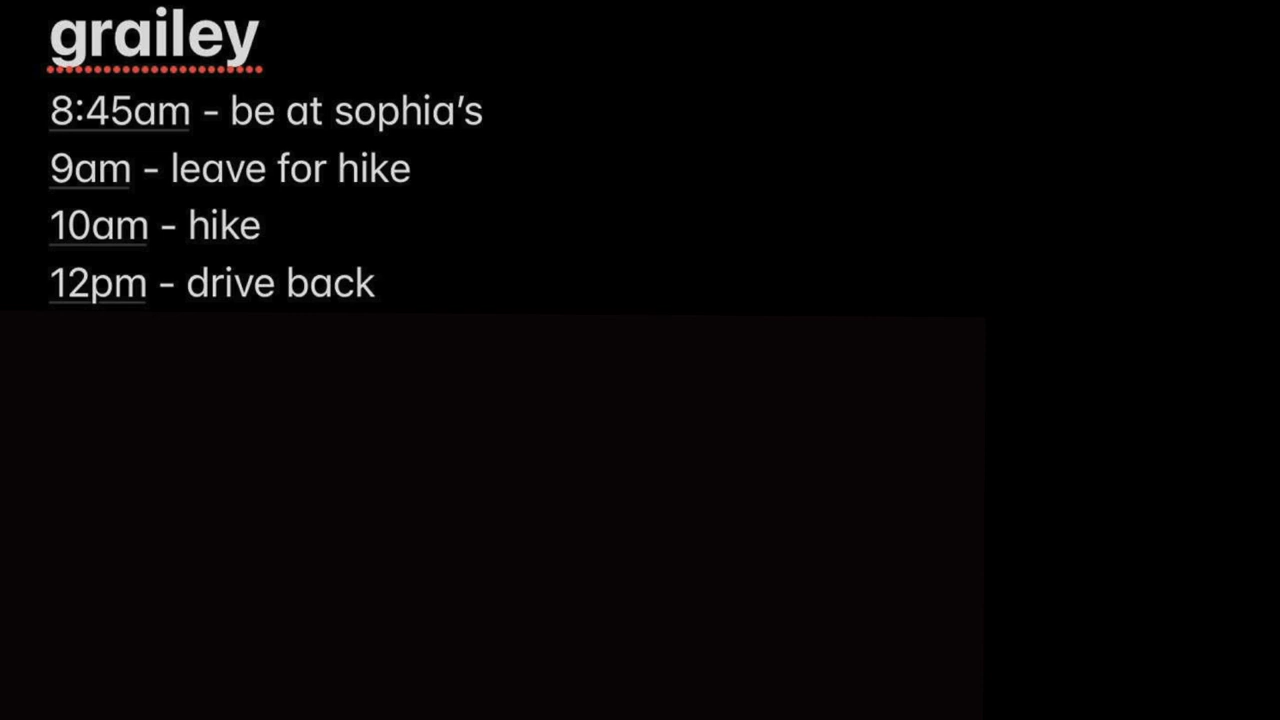 grailey
8:45am - be at sophia’s
9am - leave for hike
10am - hike
12pm - drive back